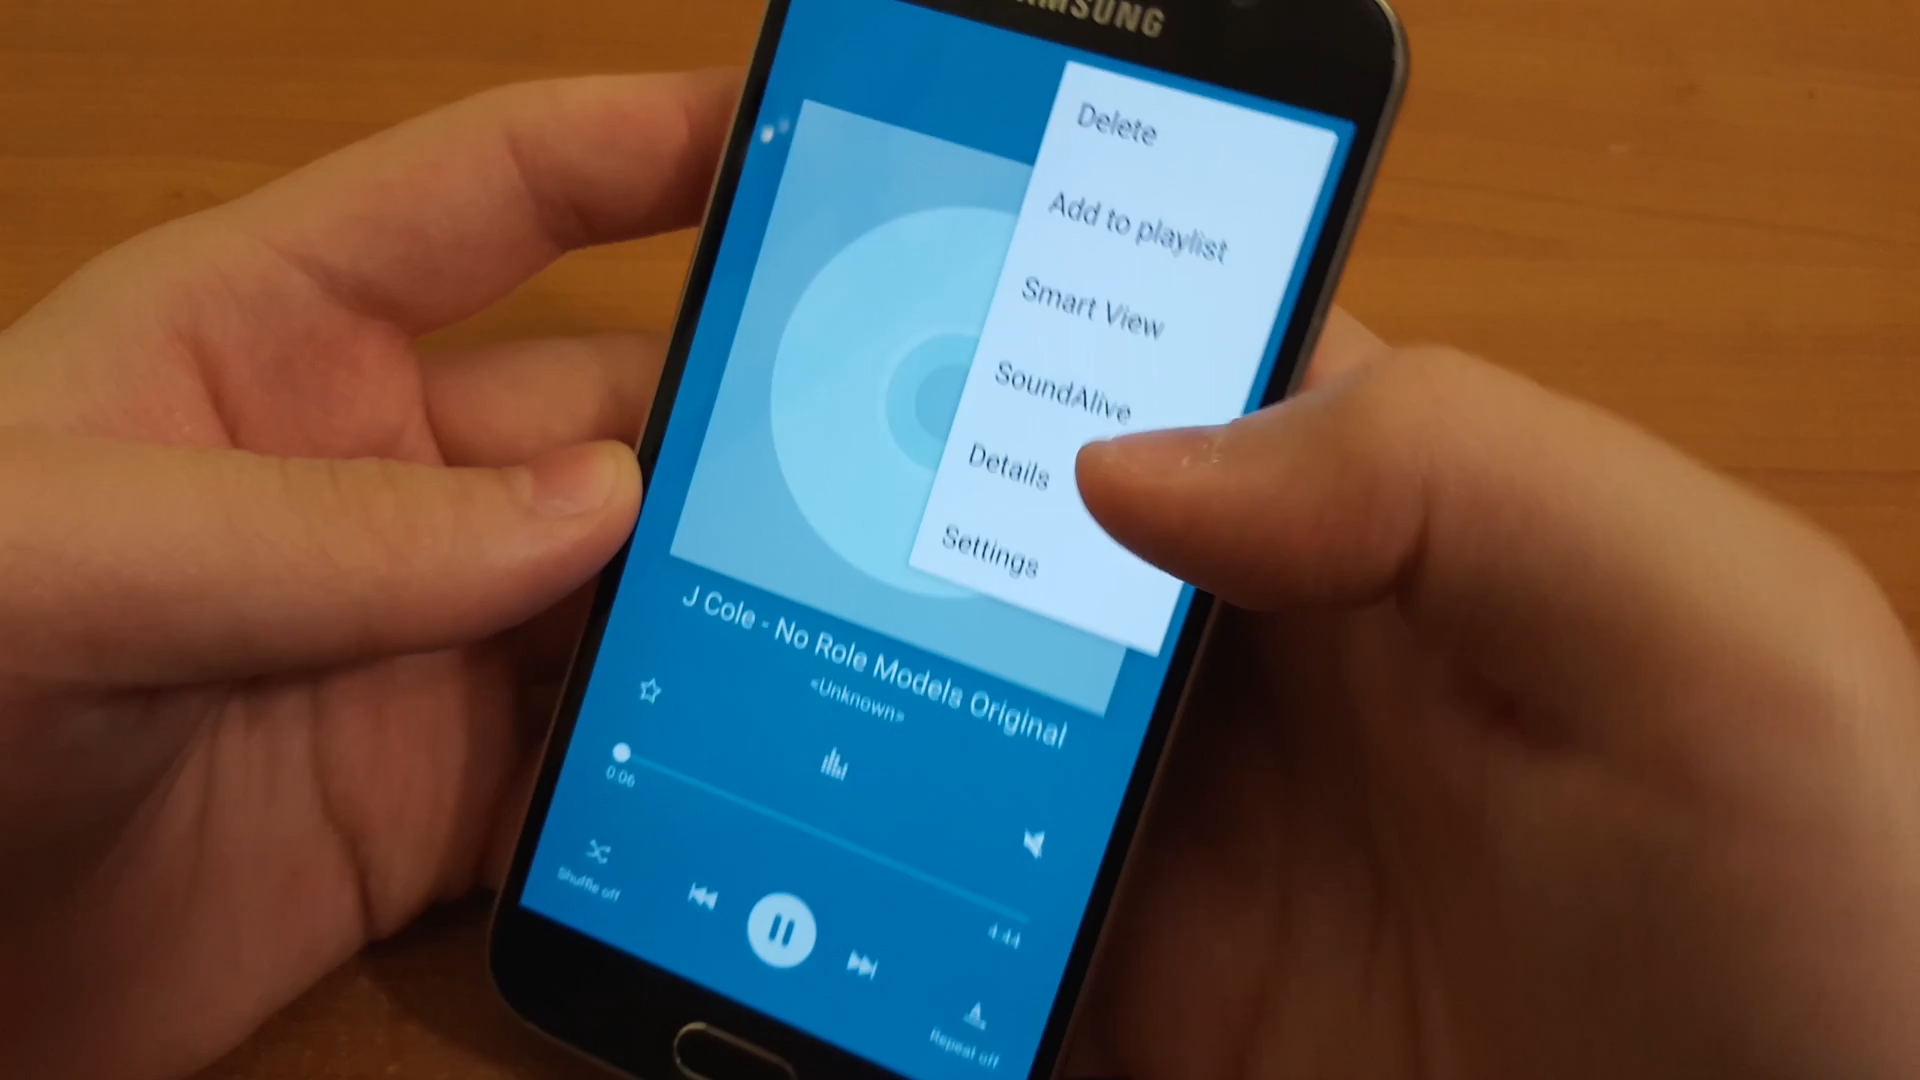 SAMSUNG
Delete
Add to playlist
Smart View
SoundAlive
Details
Settings
J Cole - No Role Models Original
<Unknown>
0:06
4:44
Shuffle off
Repeat off